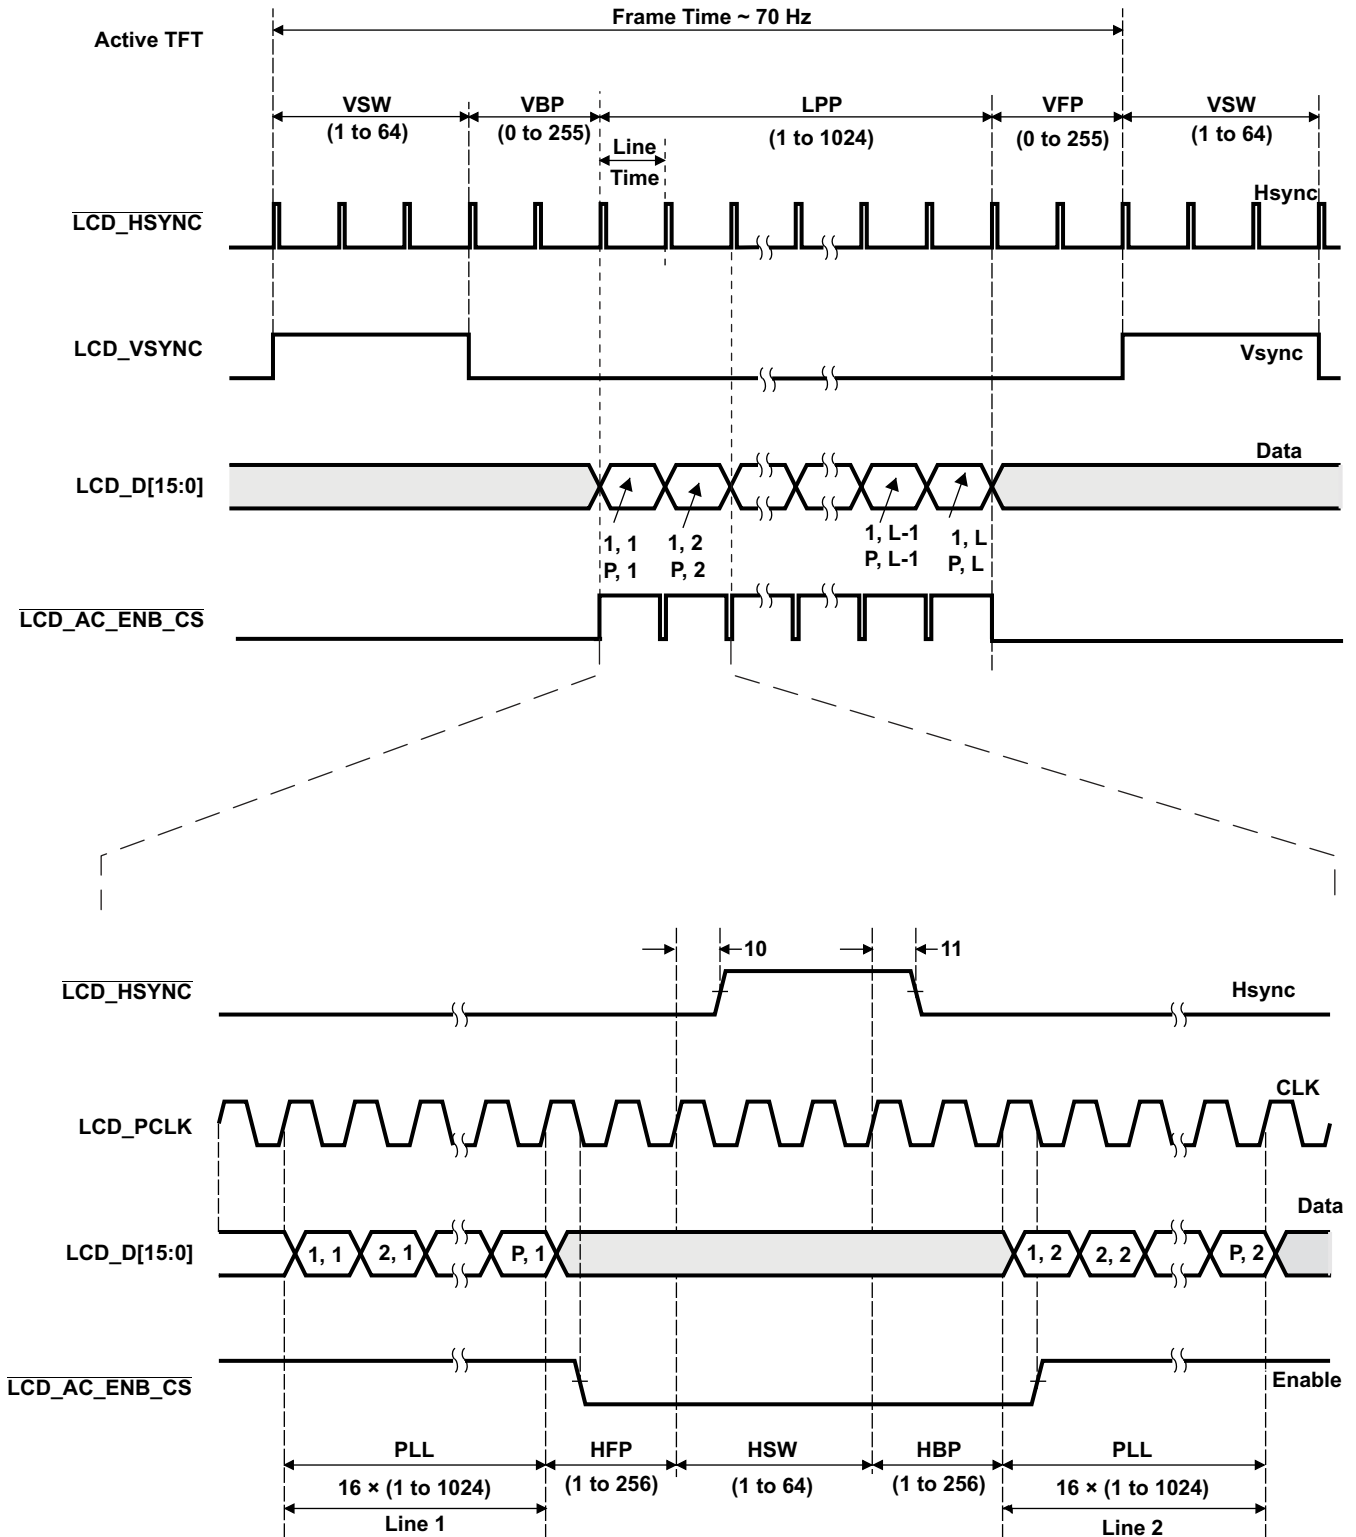 Frame Time ~ 70 Hz
Active TFT
VSW VBP LPP VFP VSW
(1 to 64) (0 to 255) (1 to 1024) (0 to 255) (1 to 64)
Line
Time
LCD_HSYNC Hsync
LCD_VSYNC Vsync
Data
LCD_D[15:0]
1, 1 1, 2 1, L-1 1, L
P, 1 P, 2 P, L-1 P, L
LCD_AC_ENB_CS
10 11
LCD_HSYNC Hsync
CLK
LCD_PCLK
Data
LCD_D[15:0] 1, 1 2, 1 P, 1 1, 2 2, 2 P, 2
LCD_AC_ENB_CS Enable
PLL HFP HSW HBP PLL
16 × (1 to 1024) (1 to 256) (1 to 64) (1 to 256) 16 × (1 to 1024)
Line 1 Line 2